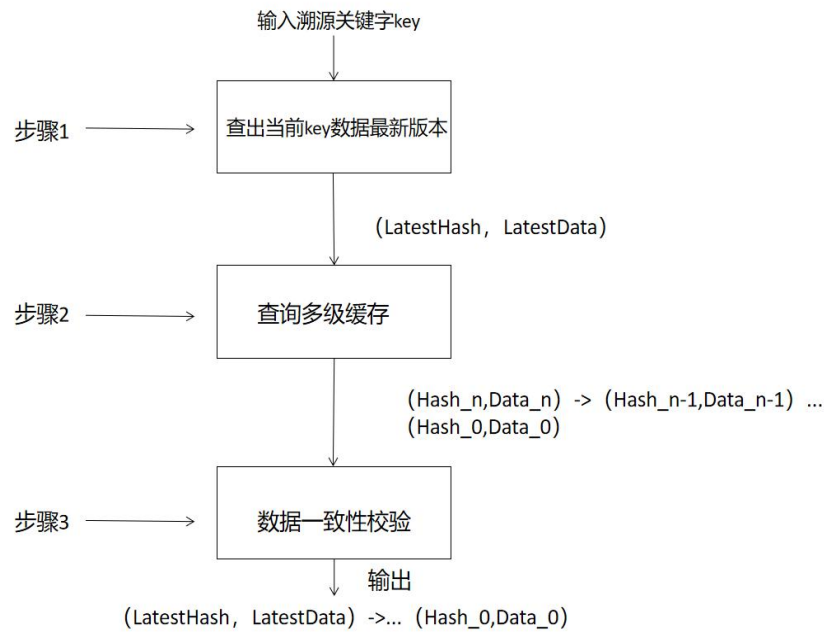 输入溯源关键字key
步骤1
查出当前key数据最新版本
（LatestHash，LatestData）
步骤2
查询多级缓存
（Hash_n,Data_n）->（Hash_n-1,Data_n-1）...
（Hash_0,Data_0）
步骤3
数据一致性校验
输出
（LatestHash，LatestData）->...（Hash_0,Data_0）